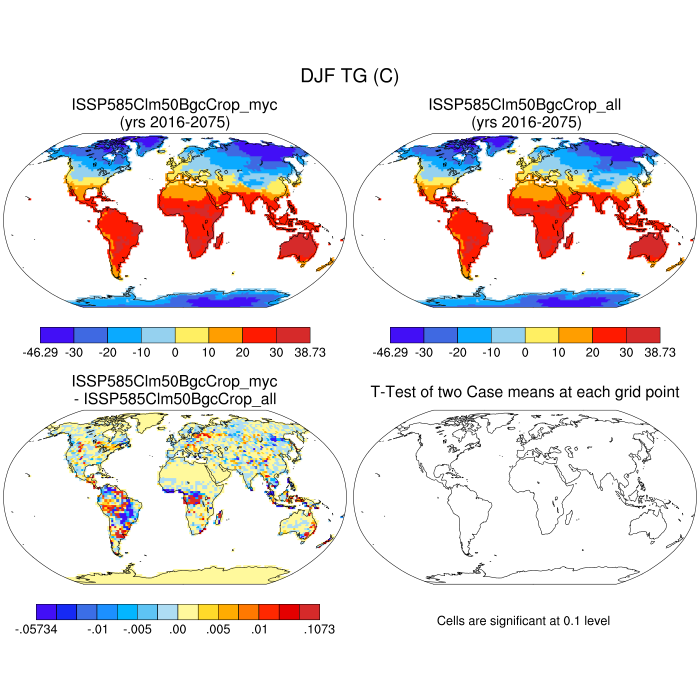 DJF TG (C)
ISSP585Clm50BgcCrop_myc
(yrs 2016-2075)
ISSP585Clm50BgcCrop_all
(yrs 2016-2075)
-46.29 -30 -20 -10 0 10 20 30 38.73
-46.29 -30 -20 -10 0 10 20 30 38.73
ISSP585Clm50BgcCrop_myc
- ISSP585Clm50BgcCrop_all
T-Test of two Case means at each grid point
-.05734 -.01 -.005 .00 .005 .01 .1073
Cells are significant at 0.1 level